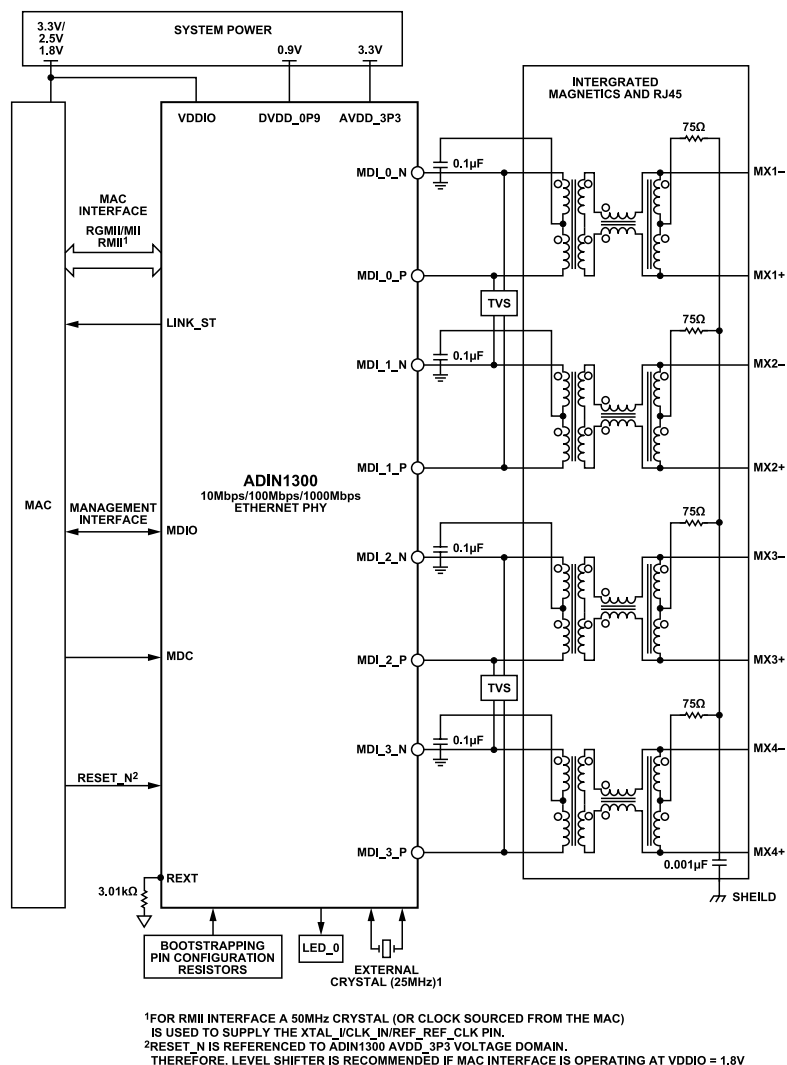 SYSTEM POWER
3.3V/
2.5V
1.8V
0.9V
3.3V
VDDIO
DVDD_0P9
AVDD_3P3
INTERGRATED
MAGNETICS AND RJ45
MAC
MAC
INTERFACE
RGMII/MII
RMII1
LINK_ST
MANAGEMENT
INTERFACE
MDIO
MDC
RESET_N2
REXT
3.01kΩ
ADIN1300
10Mbps/100Mbps/1000Mbps
ETHERNET PHY
MDI_0_N
0.1µF
75Ω
MX1–
MDI_0_P
MX1+
TVS
MDI_1_N
0.1µF
75Ω
MX2–
MDI_1_P
MX2+
MDI_2_N
0.1µF
75Ω
MX3–
MDI_2_P
MX3+
TVS
MDI_3_N
0.1µF
75Ω
MX4–
MDI_3_P
MX4+
0.001µF
SHEILD
BOOTSTRAPPING
PIN CONFIGURATION
RESISTORS
LED_0
EXTERNAL
CRYSTAL (25MHz)1
1FOR RMII INTERFACE A 50MHz CRYSTAL (OR CLOCK SOURCED FROM THE MAC)
IS USED TO SUPPLY THE XTAL_I/CLK_IN/REF_REF_CLK PIN.
2RESET_N IS REFERENCED TO ADIN1300 AVDD_3P3 VOLTAGE DOMAIN.
THEREFORE. LEVEL SHIFTER IS RECOMMENDED IF MAC INTERFACE IS OPERATING AT VDDIO = 1.8V